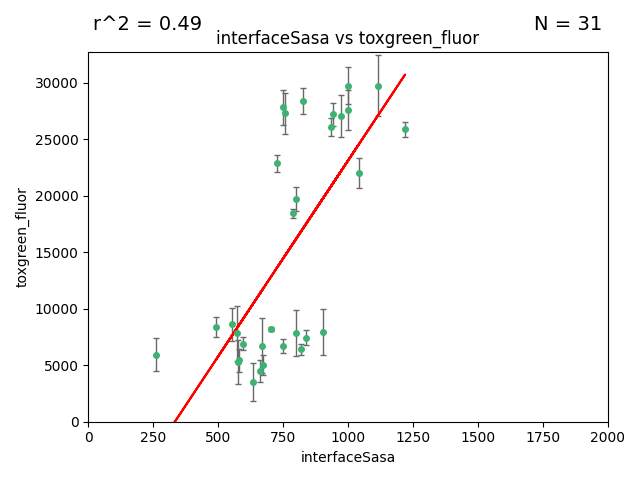 r^2 = 0.49
N = 31
interfaceSasa vs toxgreen_fluor
30000
25000
20000
15000
10000
5000
0
toxgreen_fluor
0 250 500 750 1000 1250 1500 1750 2000
interfaceSasa